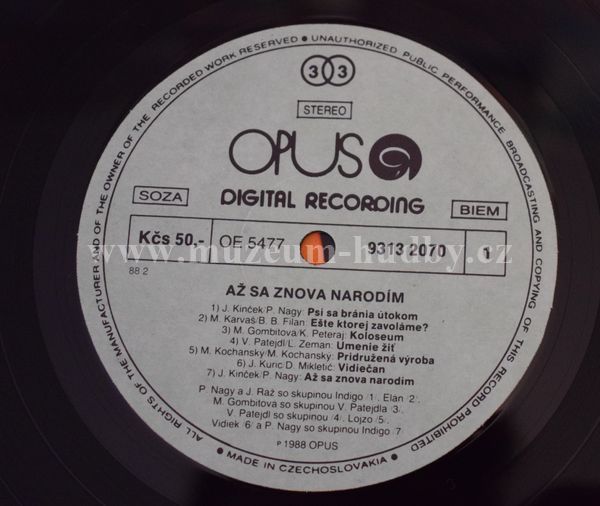 ALL RIGHTS OF THE MANUFACTURER AND OF THE OWNER OF THE RECORDED WORK RESERVED • UNAUTHORIZED PUBLIC PERFORMANCE BROADCASTING AND COPYING OF THIS RECORD PROHIBITED
• MADE IN CZECHOSLOVAKIA •
33
STEREO
OPUS
SOZA DIGITAL RECORDING BIEM
Kčs 50.- OE 5477 9313 2070 1
www.muzeum-hudby.cz
88 2
AŽ SA ZNOVA NARODÍM
1) J. Kinček/P. Nagy: Psi sa bránia útokom
2) M. Karvaš/B. B. Filan: Ešte ktorej zavoláme?
3) M. Gombitová/K. Peteraj: Koloseum
4) V. Patejdl/L. Zeman: Umenie žiť
5) M. Kochanský/M. Kochanský: Pridružená výroba
6) J. Kuric/D. Mikletič: Vidiečan
7) J. Kinček/P. Nagy: Až sa znova narodím
P. Nagy a J. Ráž so skupinou Indigo /1/, Elán /2/,
M. Gombitová so skupinou V. Patejdla /3/,
V. Patejdl so skupinou /4/, Lojzo /5/,
Vidiek /6/ a P. Nagy so skupinou Indigo /7/
℗ 1988 OPUS